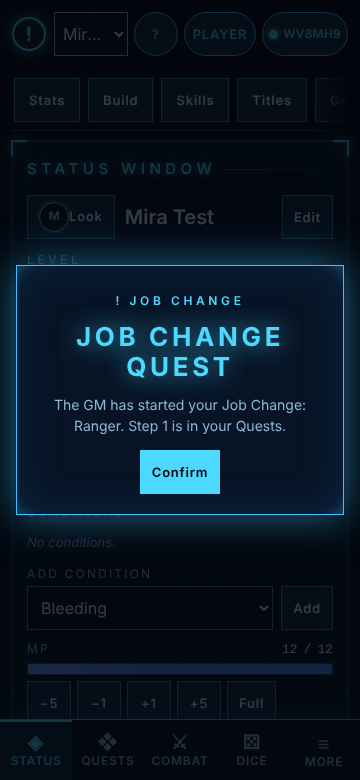 !
Mir...
?
PLAYER
WV8MH9
Stats
Build
Skills
Titles
STATUS WINDOW
M
Look
Mira Test
Edit
LEVEL
! JOB CHANGE
JOB CHANGE
QUEST
The GM has started your Job Change:
Ranger. Step 1 is in your Quests.
Confirm
No conditions.
ADD CONDITION
Bleeding
Add
MP
12 / 12
−5
−1
+1
+5
Full
STATUS
QUESTS
COMBAT
DICE
MORE